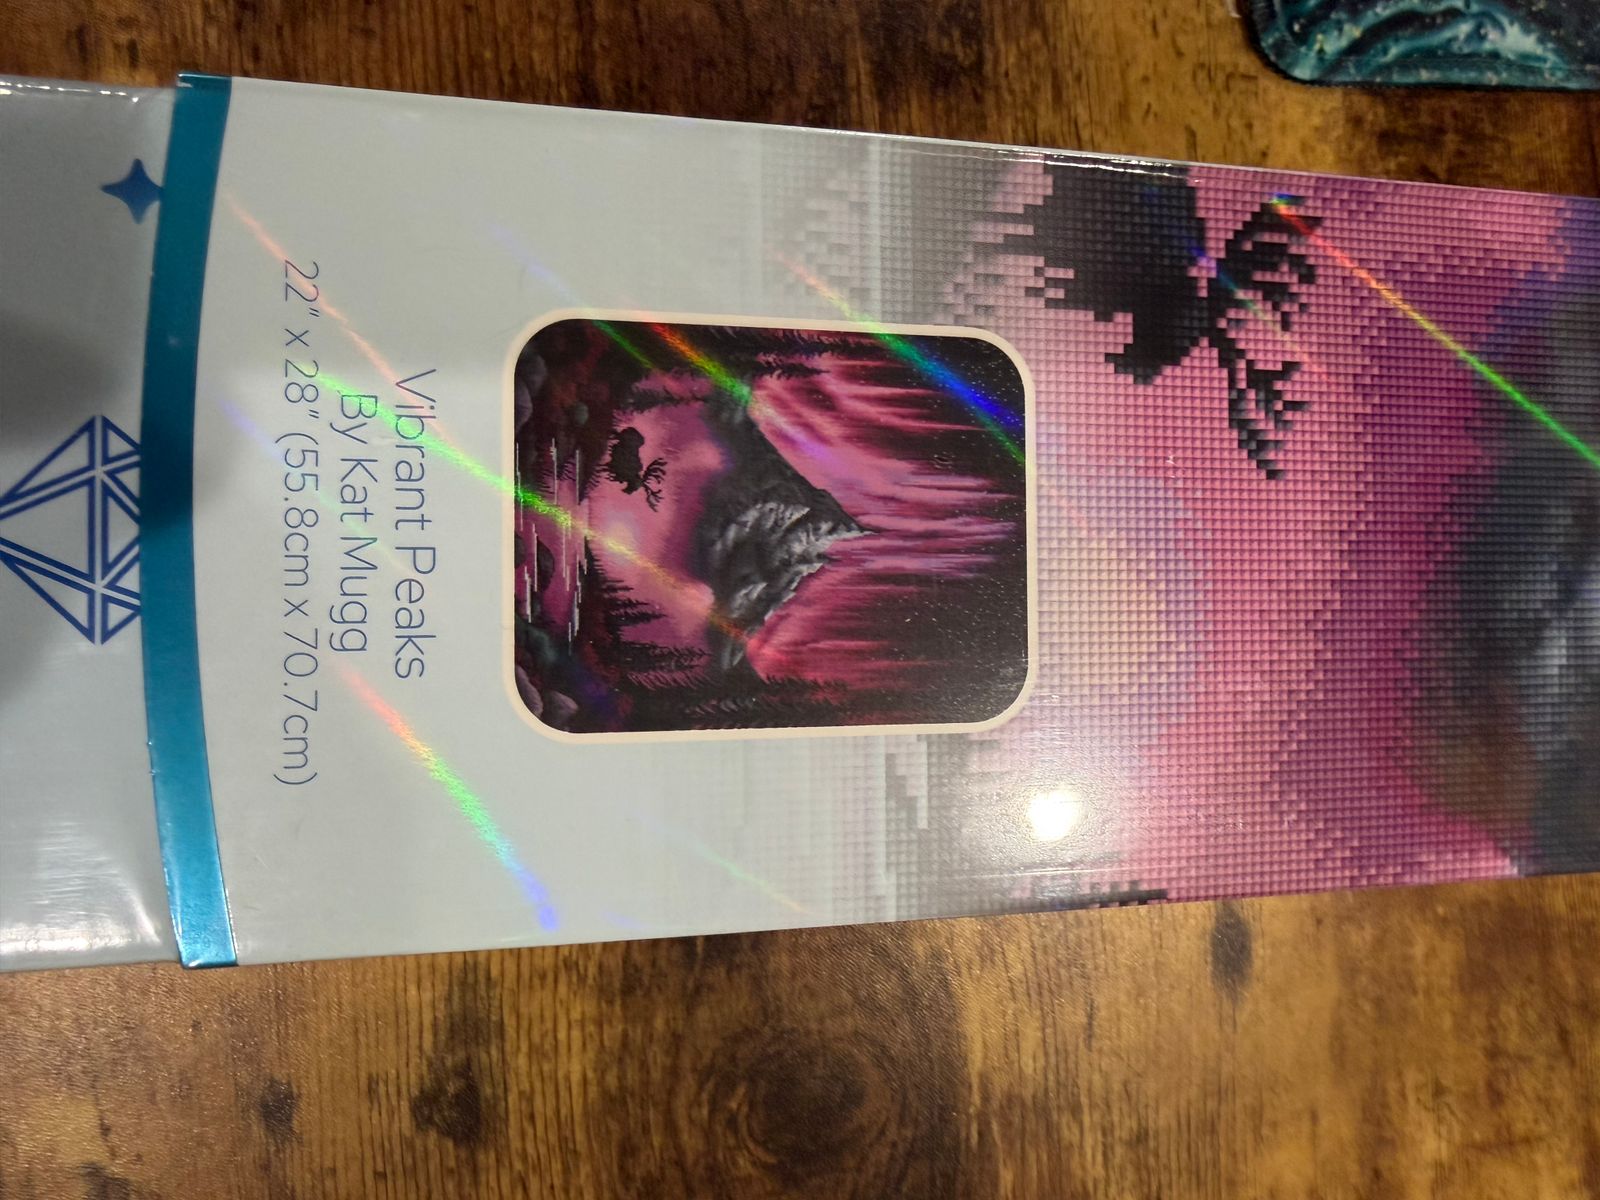 Vibrant Peaks
By Kat Mugg
22" x 28" (55.8cm x 70.7cm)